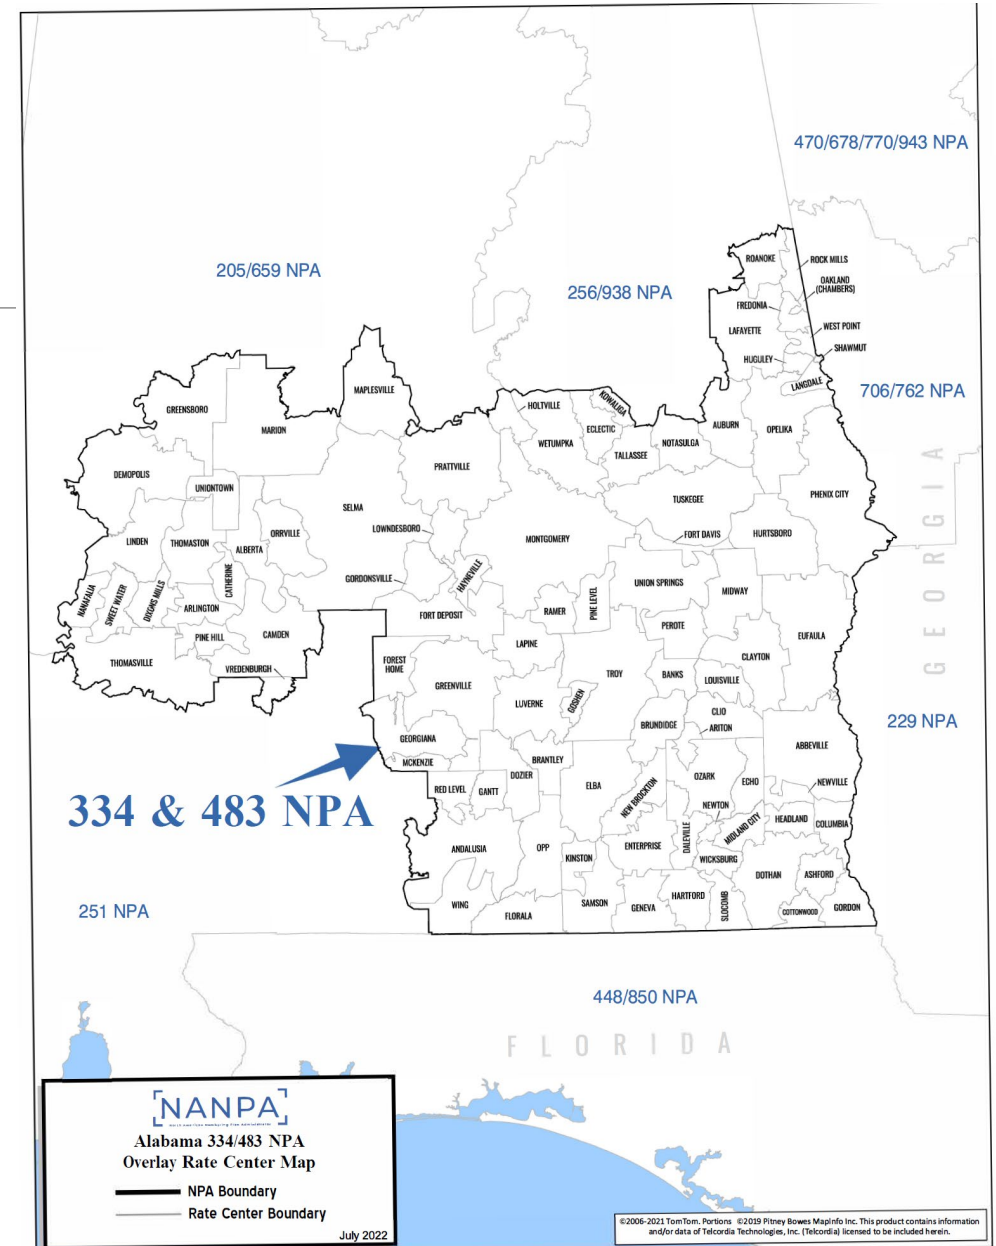 470/678/770/943 NPA
205/659 NPA
256/938 NPA
706/762 NPA
229 NPA
251 NPA
448/850 NPA
334 & 483 NPA
GEORGIA
FLORIDA
ROANOKE
ROCK MILLS
OAKLAND
(CHAMBERS)
FREDONIA
LAFAYETTE
WEST POINT
SHAWMUT
HUGULEY
LANGDALE
MAPLESVILLE
GREENSBORO
MARION
HOLTVILLE
KOWALIGA
WETUMPKA
ECLECTIC
TALLASSEE
NOTASULGA
AUBURN
OPELIKA
DEMOPOLIS
UNIONTOWN
PRATTVILLE
SELMA
LOWNDESBORO
TUSKEGEE
PHENIX CITY
LINDEN
THOMASTON
ALBERTA
ORRVILLE
MONTGOMERY
FORT DAVIS
HURTSBORO
NANAFALIA
SWEET WATER
DIXONS MILLS
CATHERINE
ARLINGTON
GORDONSVILLE
HAYNEVILLE
FORT DEPOSIT
RAMER
PINE LEVEL
UNION SPRINGS
MIDWAY
PEROTE
EUFAULA
PINE HILL
CAMDEN
THOMASVILLE
VREDENBURGH
FOREST
HOME
GREENVILLE
LAPINE
TROY
BANKS
CLAYTON
LOUISVILLE
LUVERNE
GOSHEN
BRUNDIDGE
CLIO
ARITON
ABBEVILLE
GEORGIANA
MCKENZIE
BRANTLEY
RED LEVEL
GANTT
DOZIER
ELBA
NEW BROCKTON
OZARK
ECHO
NEWVILLE
NEWTON
MIDLAND CITY
HEADLAND
COLUMBIA
ANDALUSIA
OPP
KINSTON
ENTERPRISE
DALEVILLE
WICKSBURG
DOTHAN
ASHFORD
WING
FLORALA
SAMSON
GENEVA
HARTFORD
SLOCOMB
COTTONWOOD
GORDON
NANPA
Alabama 334/483 NPA
Overlay Rate Center Map
NPA Boundary
Rate Center Boundary
July 2022
©2006-2021 TomTom. Portions ©2019 Pitney Bowes MapInfo Inc. This product contains information
and/or data of Telcordia Technologies, Inc. (Telcordia) licensed to be included herein.